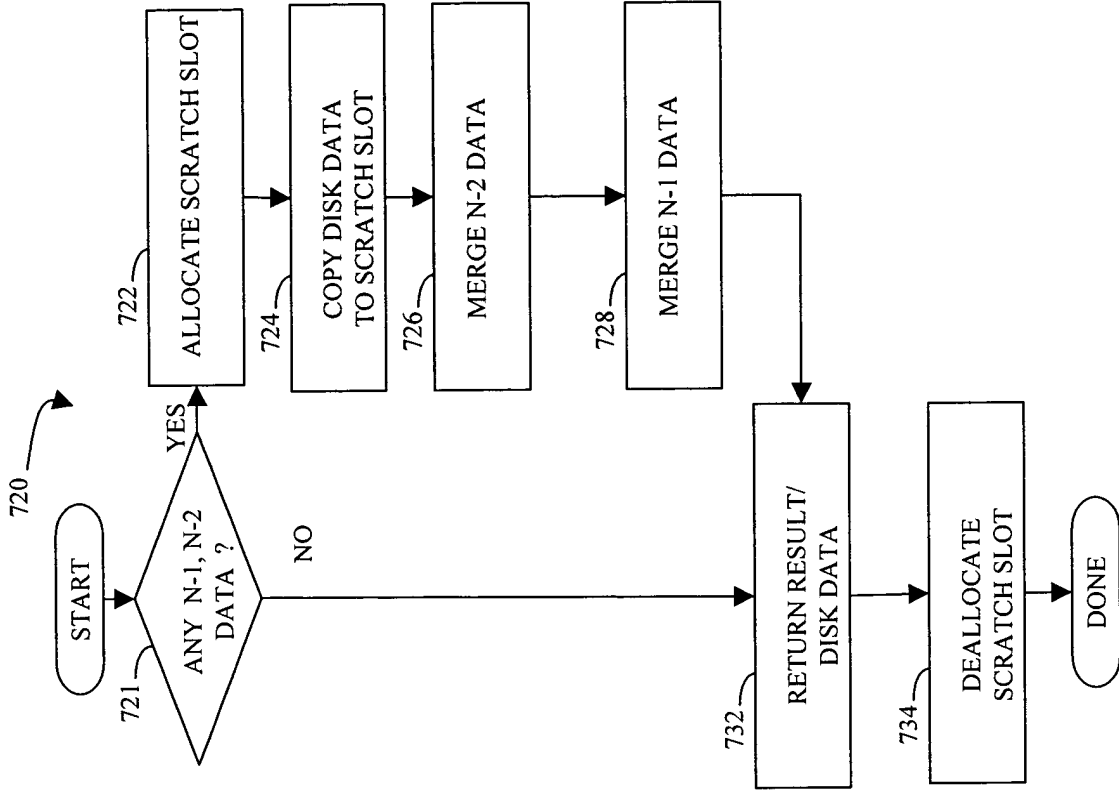 720
START
721
ANY N-1, N-2
DATA ?
YES
NO
722
ALLOCATE SCRATCH SLOT
724
COPY DISK DATA
TO SCRATCH SLOT
726
MERGE N-2 DATA
728
MERGE N-1 DATA
732
RETURN RESULT/
DISK DATA
734
DEALLOCATE
SCRATCH SLOT
DONE